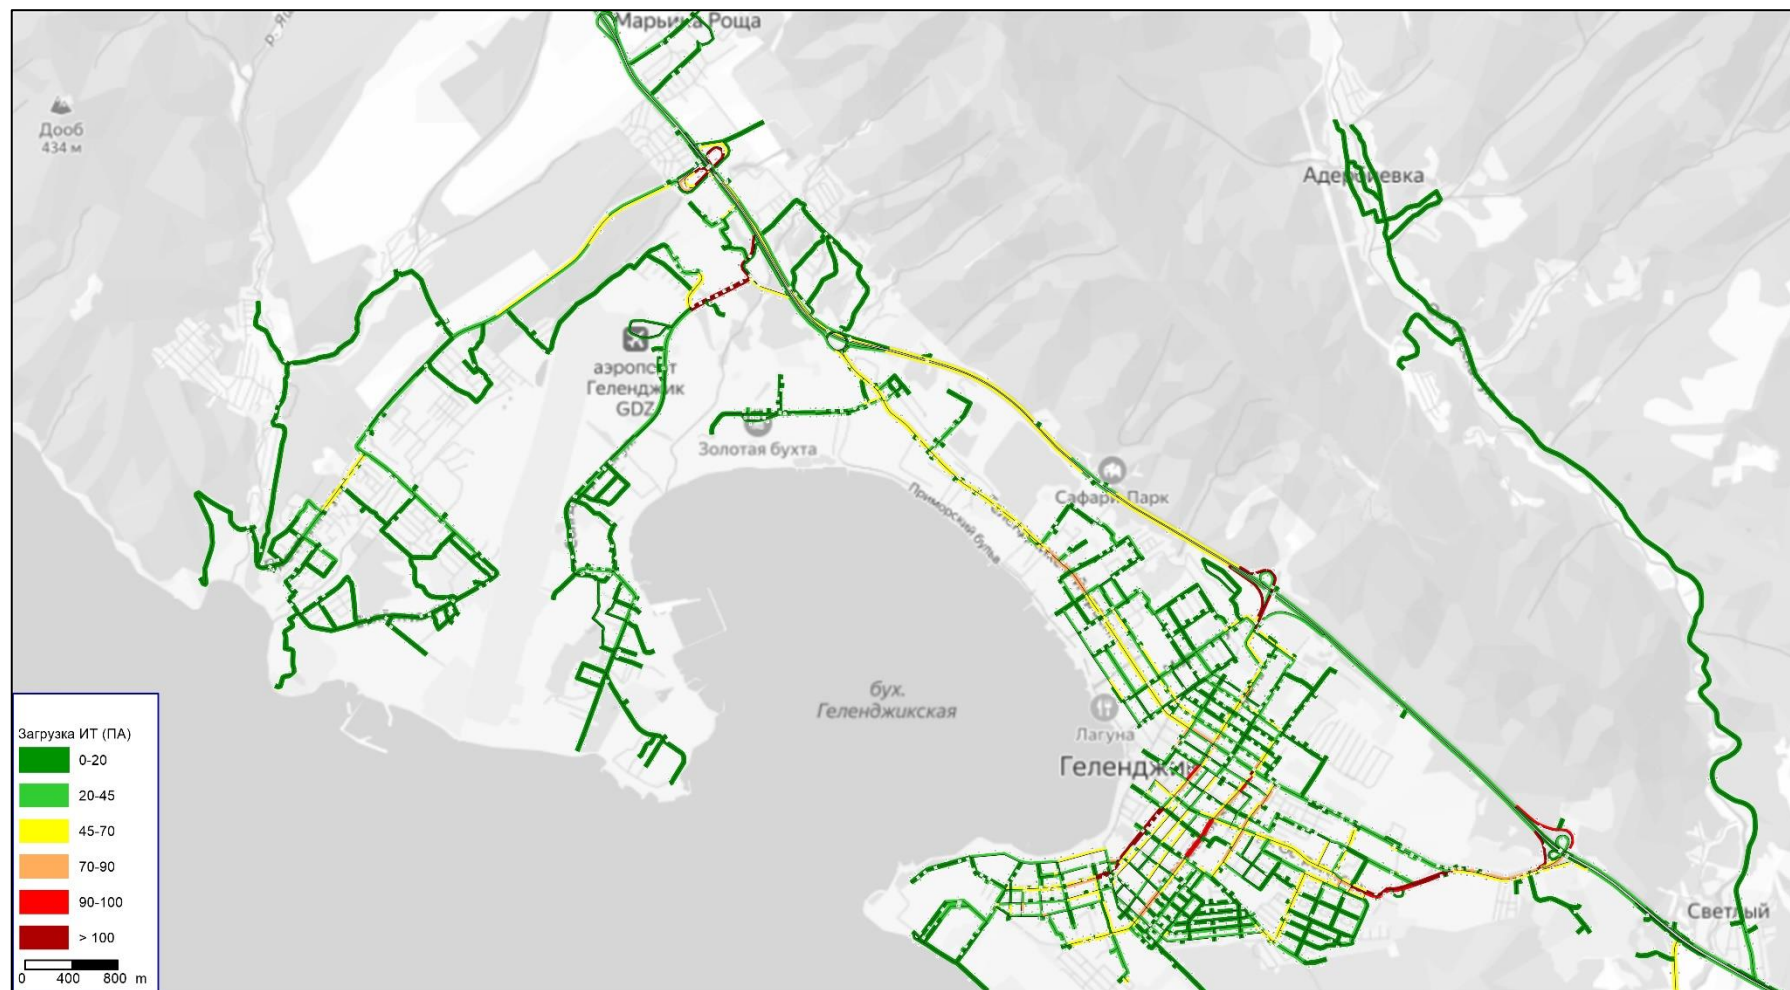 Марьина Роща
Дооб
434 м
Адербиевка
аэропорт
Геленджик
GDZ
Золотая бухта
Сафари-Парк
Приморский буль
бух.
Геленджикская
Лагуна
Геленджик
Светлый
Загрузка ИТ (ПА)
0-20
20-45
45-70
70-90
90-100
> 100
0 400 800 m